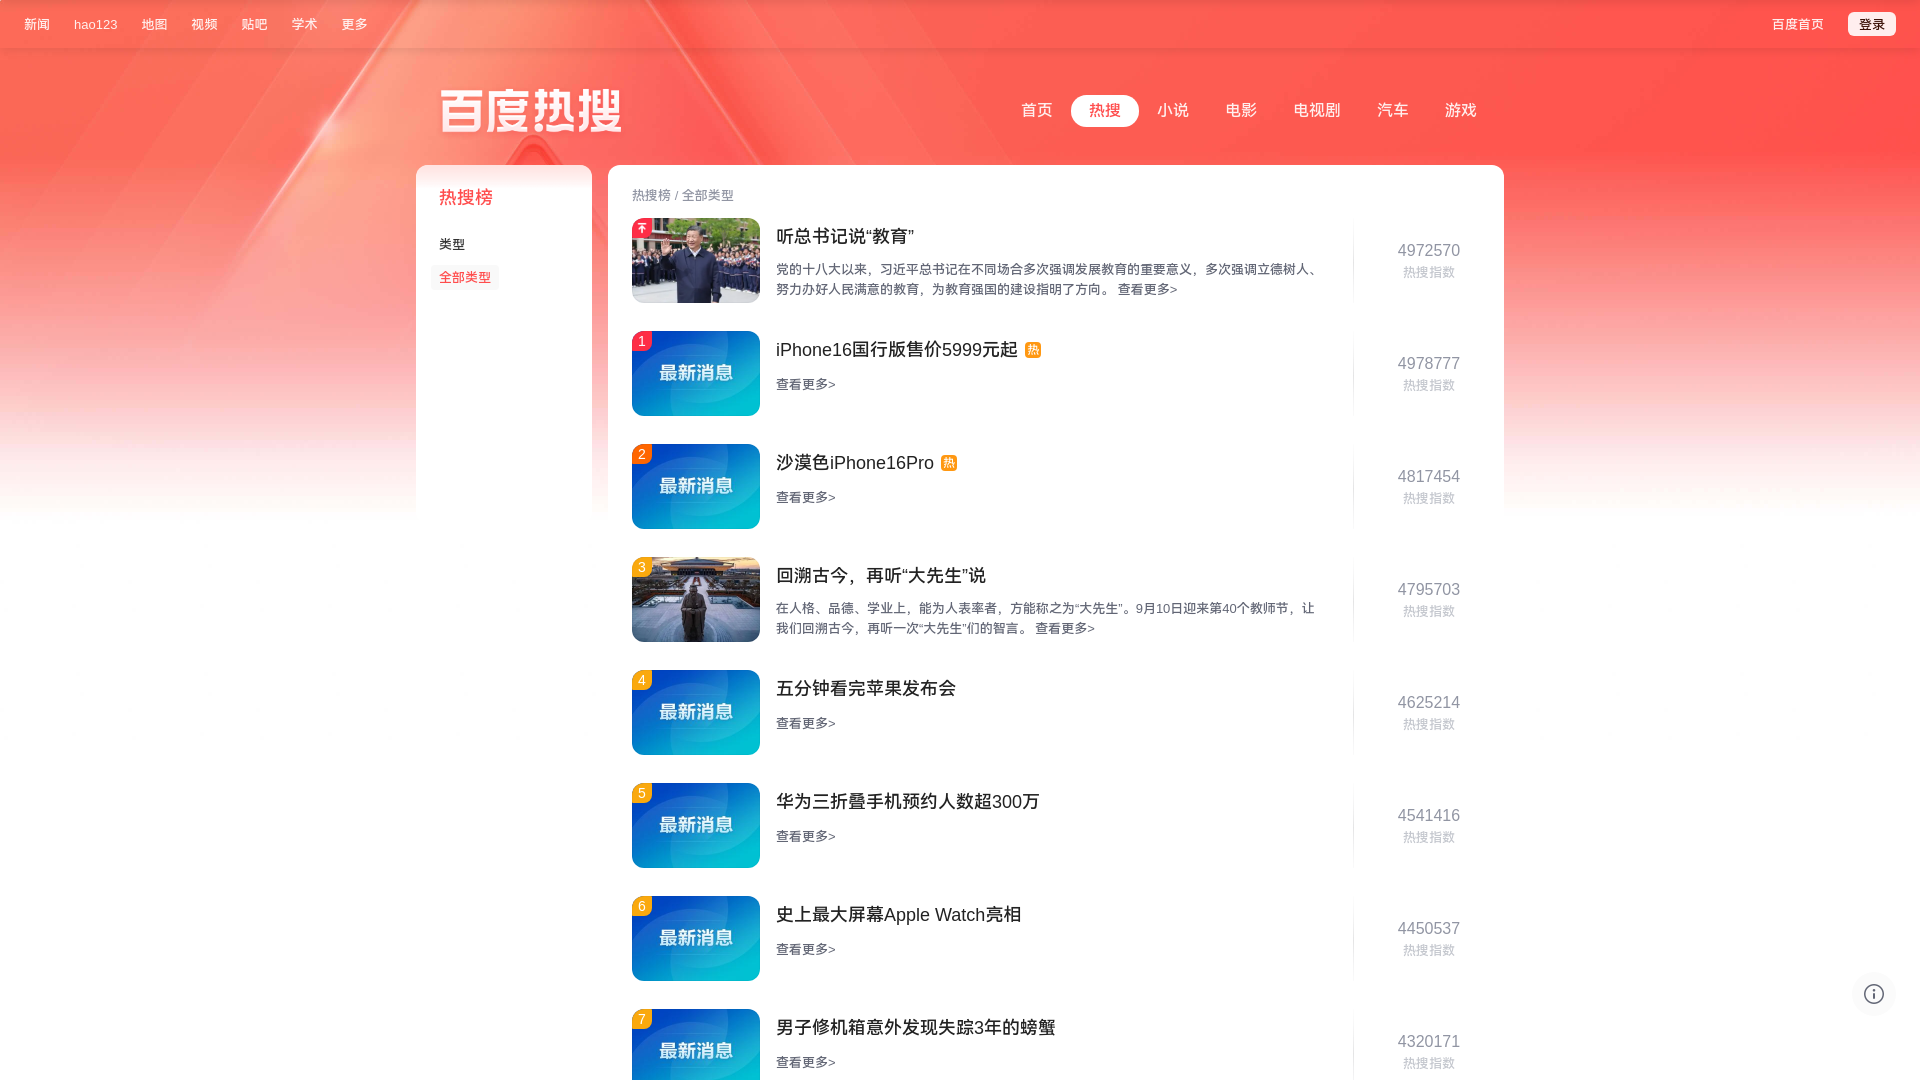 新闻 hao123 地图 视频 贴吧 学术 更多 百度首页 登录
百度热搜
首页 热搜 小说 电影 电视剧 汽车 游戏
热搜榜
类型
全部类型
热搜榜 / 全部类型
听总书记说“教育”
党的十八大以来，习近平总书记在不同场合多次强调发展教育的重要意义，多次强调立德树人、
努力办好人民满意的教育，为教育强国的建设指明了方向。 查看更多>
4972570
热搜指数
1
最新消息
iPhone16国行版售价5999元起 热
查看更多>
4978777
热搜指数
2
最新消息
沙漠色iPhone16Pro 热
查看更多>
4817454
热搜指数
3
回溯古今，再听“大先生”说
在人格、品德、学业上，能为人表率者，方能称之为“大先生”。9月10日迎来第40个教师节，让
我们回溯古今，再听一次“大先生”们的智言。 查看更多>
4795703
热搜指数
4
最新消息
五分钟看完苹果发布会
查看更多>
4625214
热搜指数
5
最新消息
华为三折叠手机预约人数超300万
查看更多>
4541416
热搜指数
6
最新消息
史上最大屏幕Apple Watch亮相
查看更多>
4450537
热搜指数
7
最新消息
男子修机箱意外发现失踪3年的螃蟹
查看更多>
4320171
热搜指数